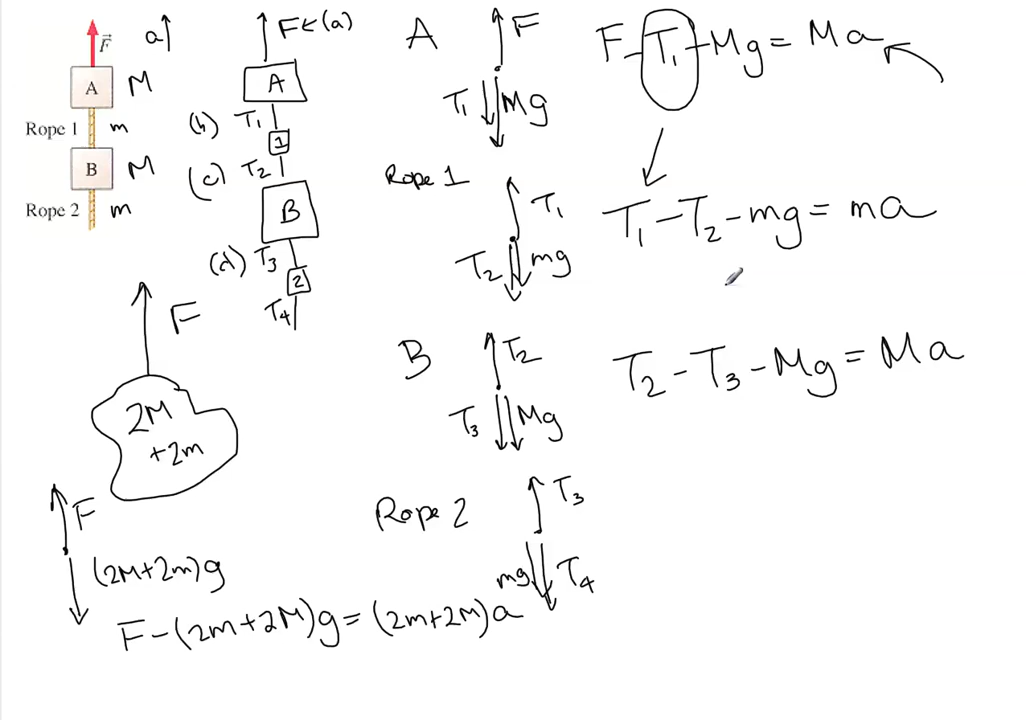 F⃗
a↑
A
M
Rope 1
m
B
M
Rope 2
m
F←(a)
A
(b) T₁
1
(c) T₂
B
(d) T₃
2
T₄
F
2M
+2m
F
(2M+2m)g
F-(2m+2M)g=(2m+2M)a
A
F
T₁
Mg
F-T₁-Mg=Ma
Rope 1
T₁
T₂
mg
T₁-T₂-mg=ma
B
T₂
T₃
Mg
T₂-T₃-Mg=Ma
Rope 2
T₃
mg
T₄